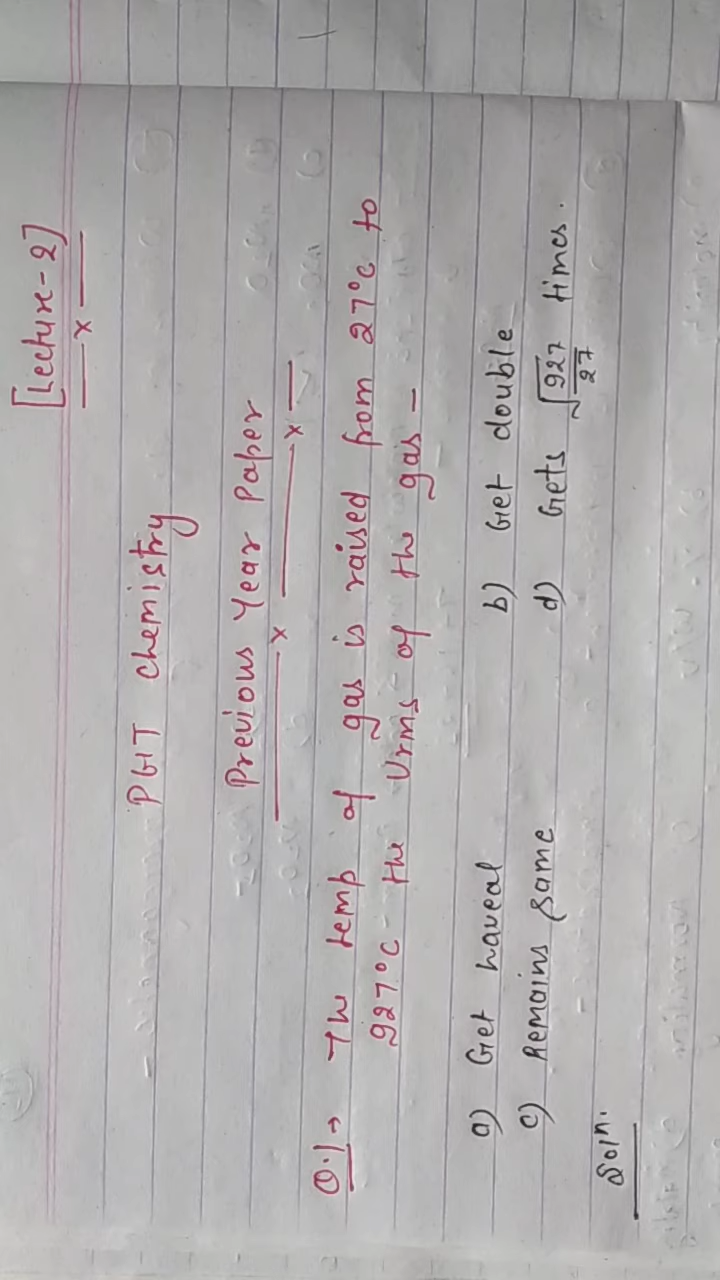 [Lecture-2]
PGT Chemistry
Previous Year Paper
Q.1→ The temp of gas is raised from 27°C to
927°C the Vrms of the gas -
a) Get haveal b) Get double
c) Remains same d) Gets √927/27 times.
Soln.